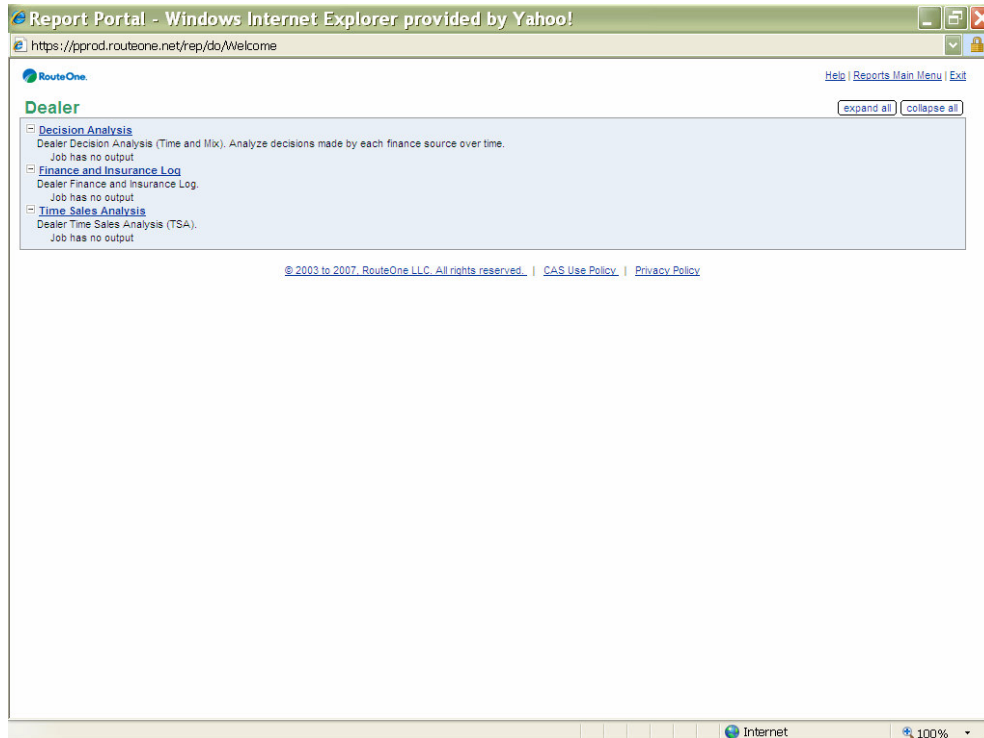 Report Portal - Windows Internet Explorer provided by Yahoo!
https://pprod.routeone.net/rep/do/Welcome
RouteOne.
Help | Reports Main Menu | Exit
Dealer
expand all collapse all
Decision Analysis
Dealer Decision Analysis (Time and Mix). Analyze decisions made by each finance source over time.
Job has no output
Finance and Insurance Log
Dealer Finance and Insurance Log.
Job has no output
Time Sales Analysis
Dealer Time Sales Analysis (TSA).
Job has no output
© 2003 to 2007, RouteOne LLC. All rights reserved. | CAS Use Policy | Privacy Policy
Internet 100%